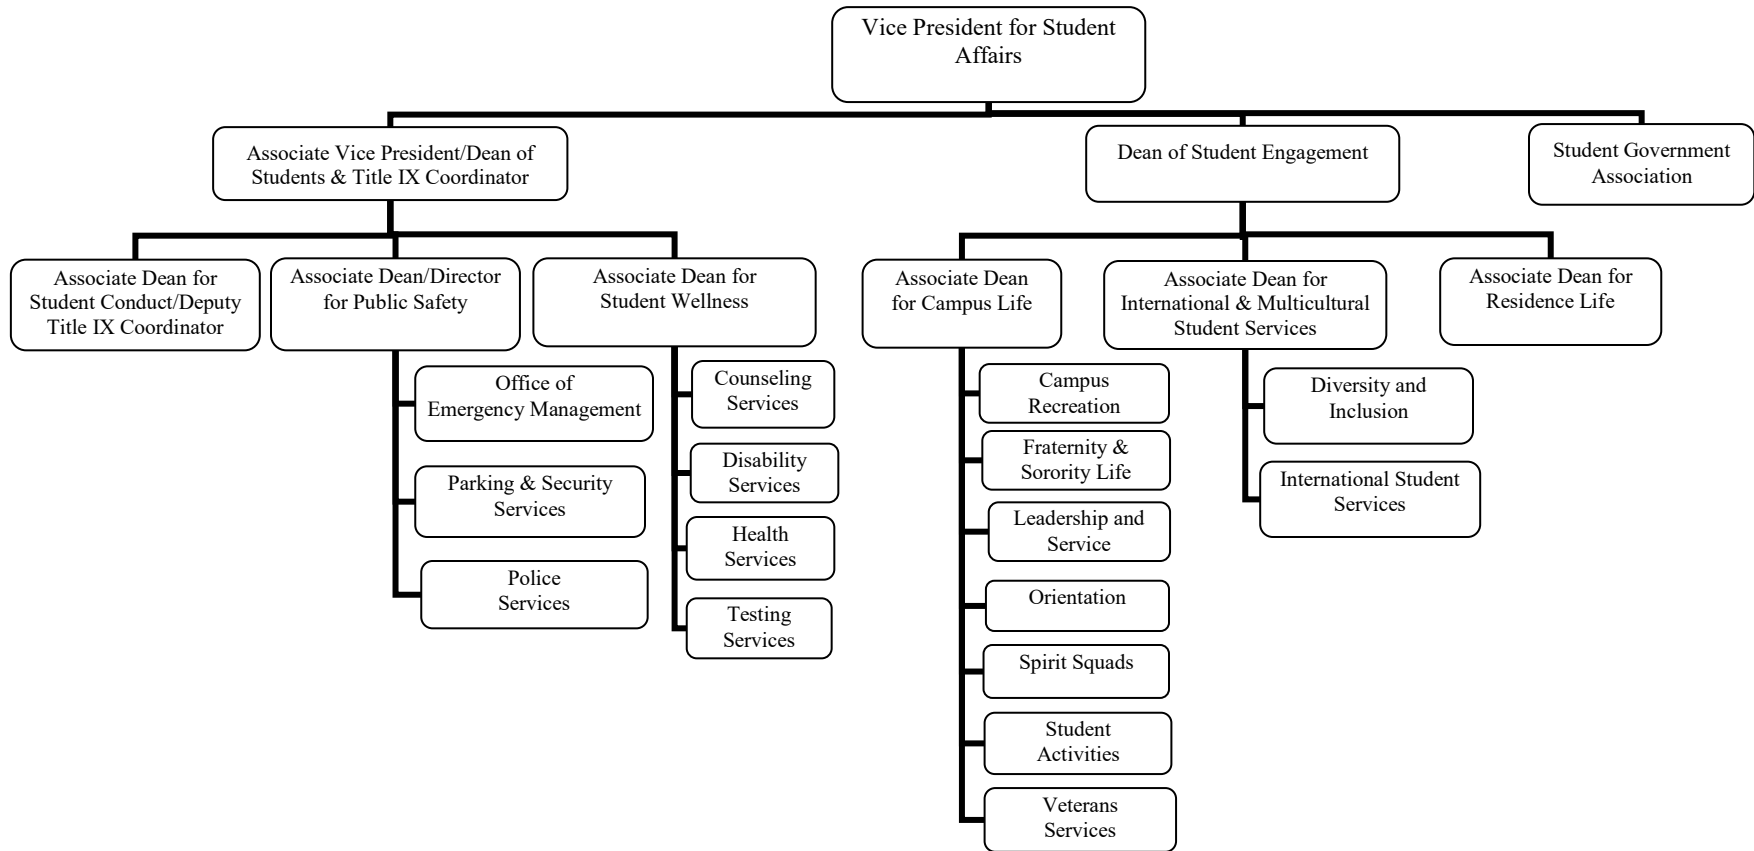 Vice President for Student
Affairs
Associate Vice President/Dean of
Students & Title IX Coordinator
Dean of Student Engagement
Student Government
Association
Associate Dean for
Student Conduct/Deputy
Title IX Coordinator
Associate Dean/Director
for Public Safety
Associate Dean for
Student Wellness
Associate Dean
for Campus Life
Associate Dean for
International & Multicultural
Student Services
Associate Dean for
Residence Life
Office of
Emergency Management
Parking & Security
Services
Police
Services
Counseling
Services
Disability
Services
Health
Services
Testing
Services
Campus
Recreation
Fraternity &
Sorority Life
Leadership and
Service
Orientation
Spirit Squads
Student
Activities
Veterans
Services
Diversity and
Inclusion
International Student
Services